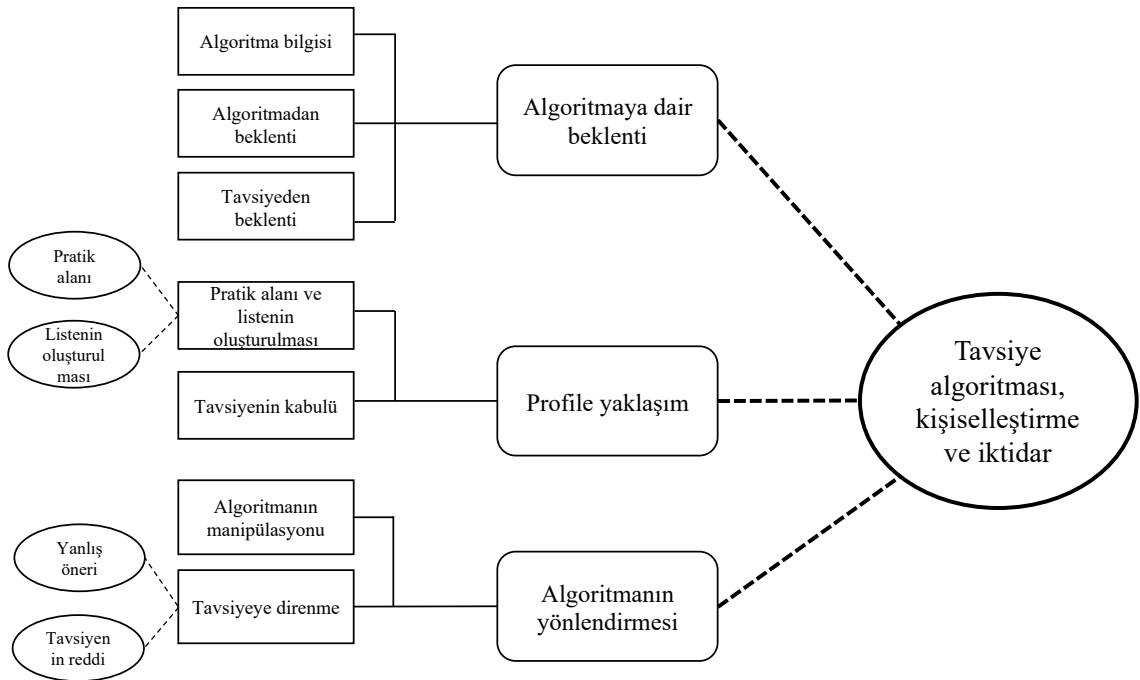 Algoritma bilgisi
Algoritmadan
beklenti
Tavsiyeden
beklenti
Algoritmaya dair
beklenti
Pratik
alanı
Listenin
oluşturul
ması
Pratik alanı ve
listenin
oluşturulması
Tavsiyenin kabulü
Profile yaklaşım
Tavsiye
algoritması,
kişiselleştirme
ve iktidar
Yanlış
öneri
Tavsiyen
in reddi
Algoritmanın
manipülasyonu
Tavsiyeye direnme
Algoritmanın
yönlendirmesi